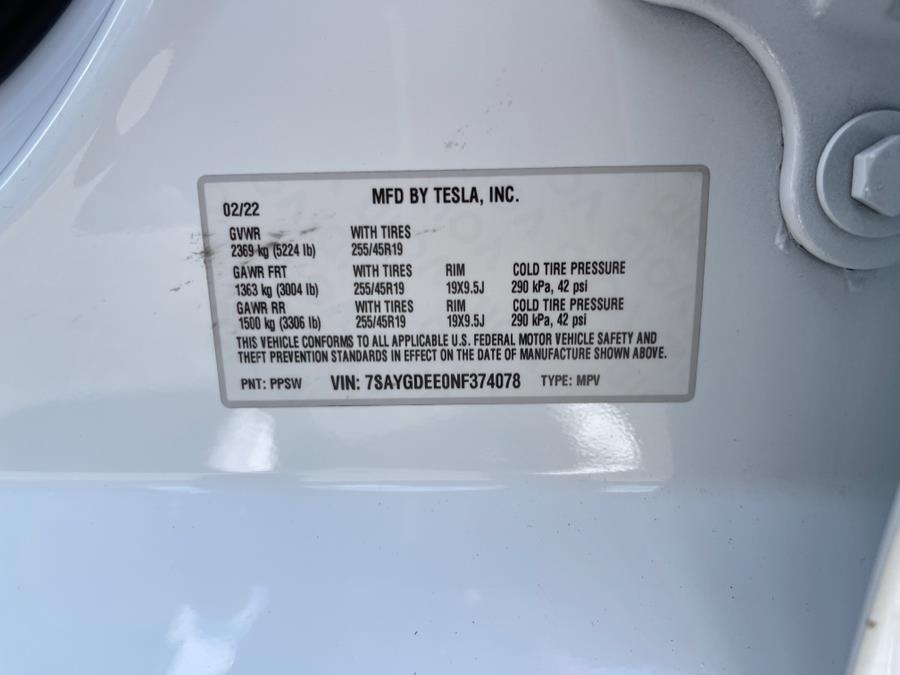 MFD BY TESLA, INC.
02/22
GVWR WITH TIRES
2369 kg (5224 lb) 255/45R19
GAWR FRT WITH TIRES RIM COLD TIRE PRESSURE
1363 kg (3004 lb) 255/45R19 19X9.5J 290 kPa, 42 psi
GAWR RR WITH TIRES RIM COLD TIRE PRESSURE
1500 kg (3306 lb) 255/45R19 19X9.5J 290 kPa, 42 psi
THIS VEHICLE CONFORMS TO ALL APPLICABLE U.S. FEDERAL MOTOR VEHICLE SAFETY AND
THEFT PREVENTION STANDARDS IN EFFECT ON THE DATE OF MANUFACTURE SHOWN ABOVE.
PNT: PPSW VIN: 7SAYGDEE0NF374078 TYPE: MPV